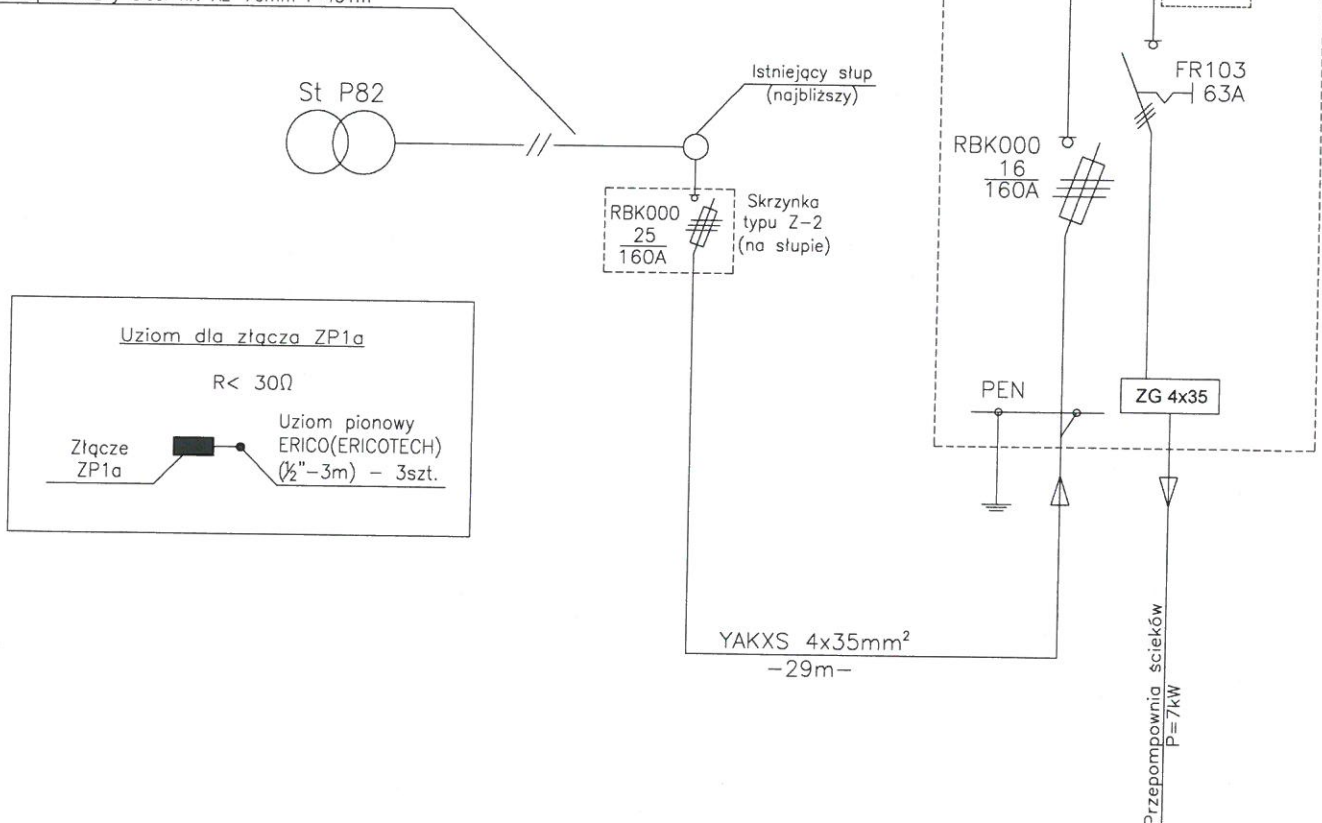 St P82
Istniejący słup
(najbliższy)
FR103
63A
RBK000
16
160A
RBK000
25
160A
Skrzynka
typu Z-2
(na słupie)
Uziom dla złącza ZP1a
R< 30Ω
Złącze
ZP1a
Uziom pionowy
ERICO(ERICOTECH)
(½"-3m) - 3szt.
PEN
ZG 4x35
YAKXS 4x35mm²
-29m-
Przepompownia ścieków
P=7kW